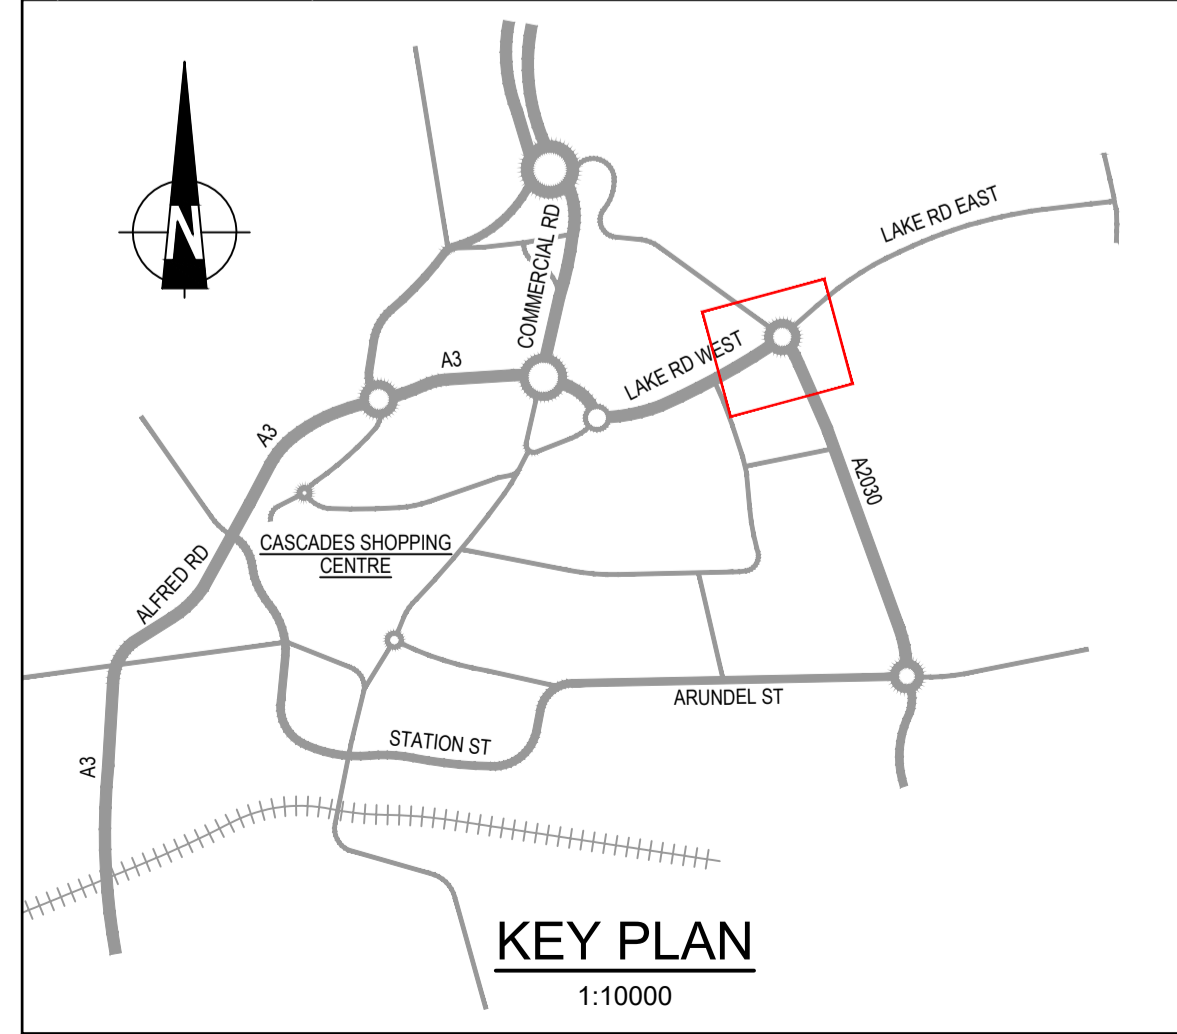 LAKE RD EAST
N
COMMERCIAL RD
LAKE RD WEST
A3
A3
A2030
CASCADES SHOPPING
CENTRE
ALFRED RD
ARUNDEL ST
STATION ST
A3
KEY PLAN
1:10000